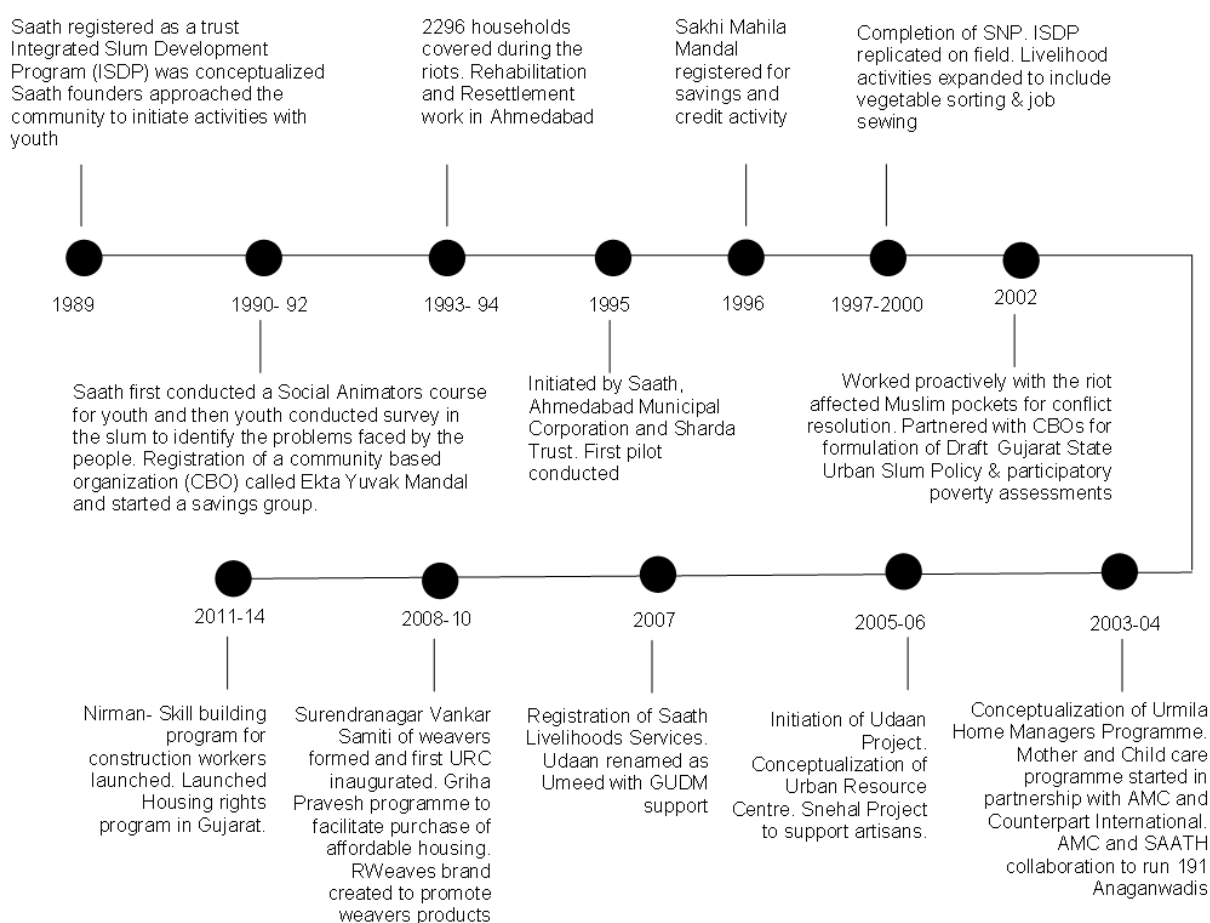 Saath registered as a trust
Integrated Slum Development
Program (ISDP) was conceptualized
Saath founders approached the
community to initiate activities with
youth
2296 households
covered during the
riots. Rehabilitation
and Resettlement
work in Ahmedabad
Sakhi Mahila
Mandal
registered for
savings and
credit activity
Completion of SNP. ISDP
replicated on field. Livelihood
activities expanded to include
vegetable sorting & job
sewing
1989
1990- 92
1993- 94
1995
1996
1997-2000
2002
Saath first conducted a Social Animators course
for youth and then youth conducted survey in
the slum to identify the problems faced by the
people. Registration of a community based
organization (CBO) called Ekta Yuvak Mandal
and started a savings group.
Initiated by Saath,
Ahmedabad Municipal
Corporation and Sharda
Trust. First pilot
conducted
Worked proactively with the riot
affected Muslim pockets for conflict
resolution. Partnered with CBOs for
formulation of Draft Gujarat State
Urban Slum Policy & participatory
poverty assessments
2011-14
2008-10
2007
2005-06
2003-04
Nirman- Skill building
program for
construction workers
launched. Launched
Housing rights
program in Gujarat.
Surendranagar Vankar
Samiti of weavers
formed and first URC
inaugurated. Griha
Pravesh programme to
facilitate purchase of
affordable housing.
RWeaves brand
created to promote
weavers products
Registration of Saath
Livelihoods Services.
Udaan renamed as
Umeed with GUDM
support
Initiation of Udaan
Project.
Conceptualization of
Urban Resource
Centre. Snehal Project
to support artisans.
Conceptualization of Urmila
Home Managers Programme.
Mother and Child care
programme started in
partnership with AMC and
Counterpart International.
AMC and SAATH
collaboration to run 191
Anaganwadis